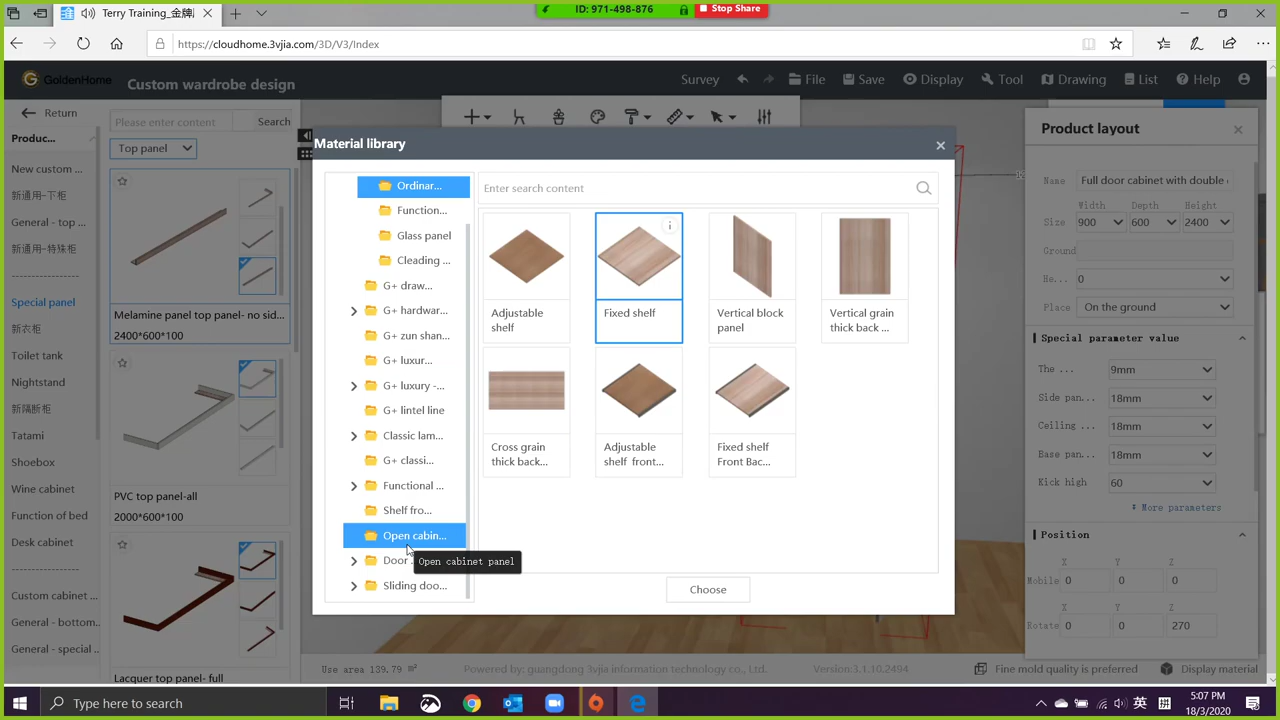 Terry Training_金牌
ID: 971-498-876
Stop Share
https://cloudhome.3vjia.com/3D/V3/Index
GoldenHome
Custom wardrobe design
Survey
File
Save
Display
Tool
Drawing
List
Help
Return
Please enter content
Search
Produc...
Top panel
New custom ...
新通用-下柜
General - top ...
新通用-特殊柜
Special panel
新衣柜
Toilet tank
Nightstand
新隔断柜
Tatami
Shoebox
Wine cabinet
Function of bed
Desk cabinet
Custom cabinet ...
General - bottom...
General - special ...
Melamine panel top panel- no sid...
2400*600*100
PVC top panel-all
2000*600*100
Lacquer top panel- full
Material library
Ordinar...
Function...
Glass panel
Cleading ...
G+ draw...
G+ hardwar...
G+ zun shan...
G+ luxur...
G+ luxury -...
G+ lintel line
Classic lam...
G+ classi...
Functional ...
Shelf fro...
Open cabin...
Door
Sliding doo...
Open cabinet panel
Enter search content
Adjustable
shelf
Fixed shelf
Vertical block
panel
Vertical grain
thick back ...
Cross grain
thick back...
Adjustable
shelf front...
Fixed shelf
Front Bac...
Choose
Product layout
Name
Full door cabinet with double
Width
Depth
Height
Size
900
600
2400
Ground
He...
0
Place
On the ground
Special parameter value
The ...
9mm
Side pan...
18mm
Ceiling ...
18mm
Base pan...
18mm
Kick high
60
More parameters
Position
X
Y
Z
Mobile
0
0
0
X
Y
Z
Rotate
0
0
270
Use area 139.79 m²
Powered by: guangdong 3vjia information technology co., Ltd.
Version:3.1.10.2494
Fine mold quality is preferred
Display material
Type here to search
英
拼
5:07 PM
18/3/2020